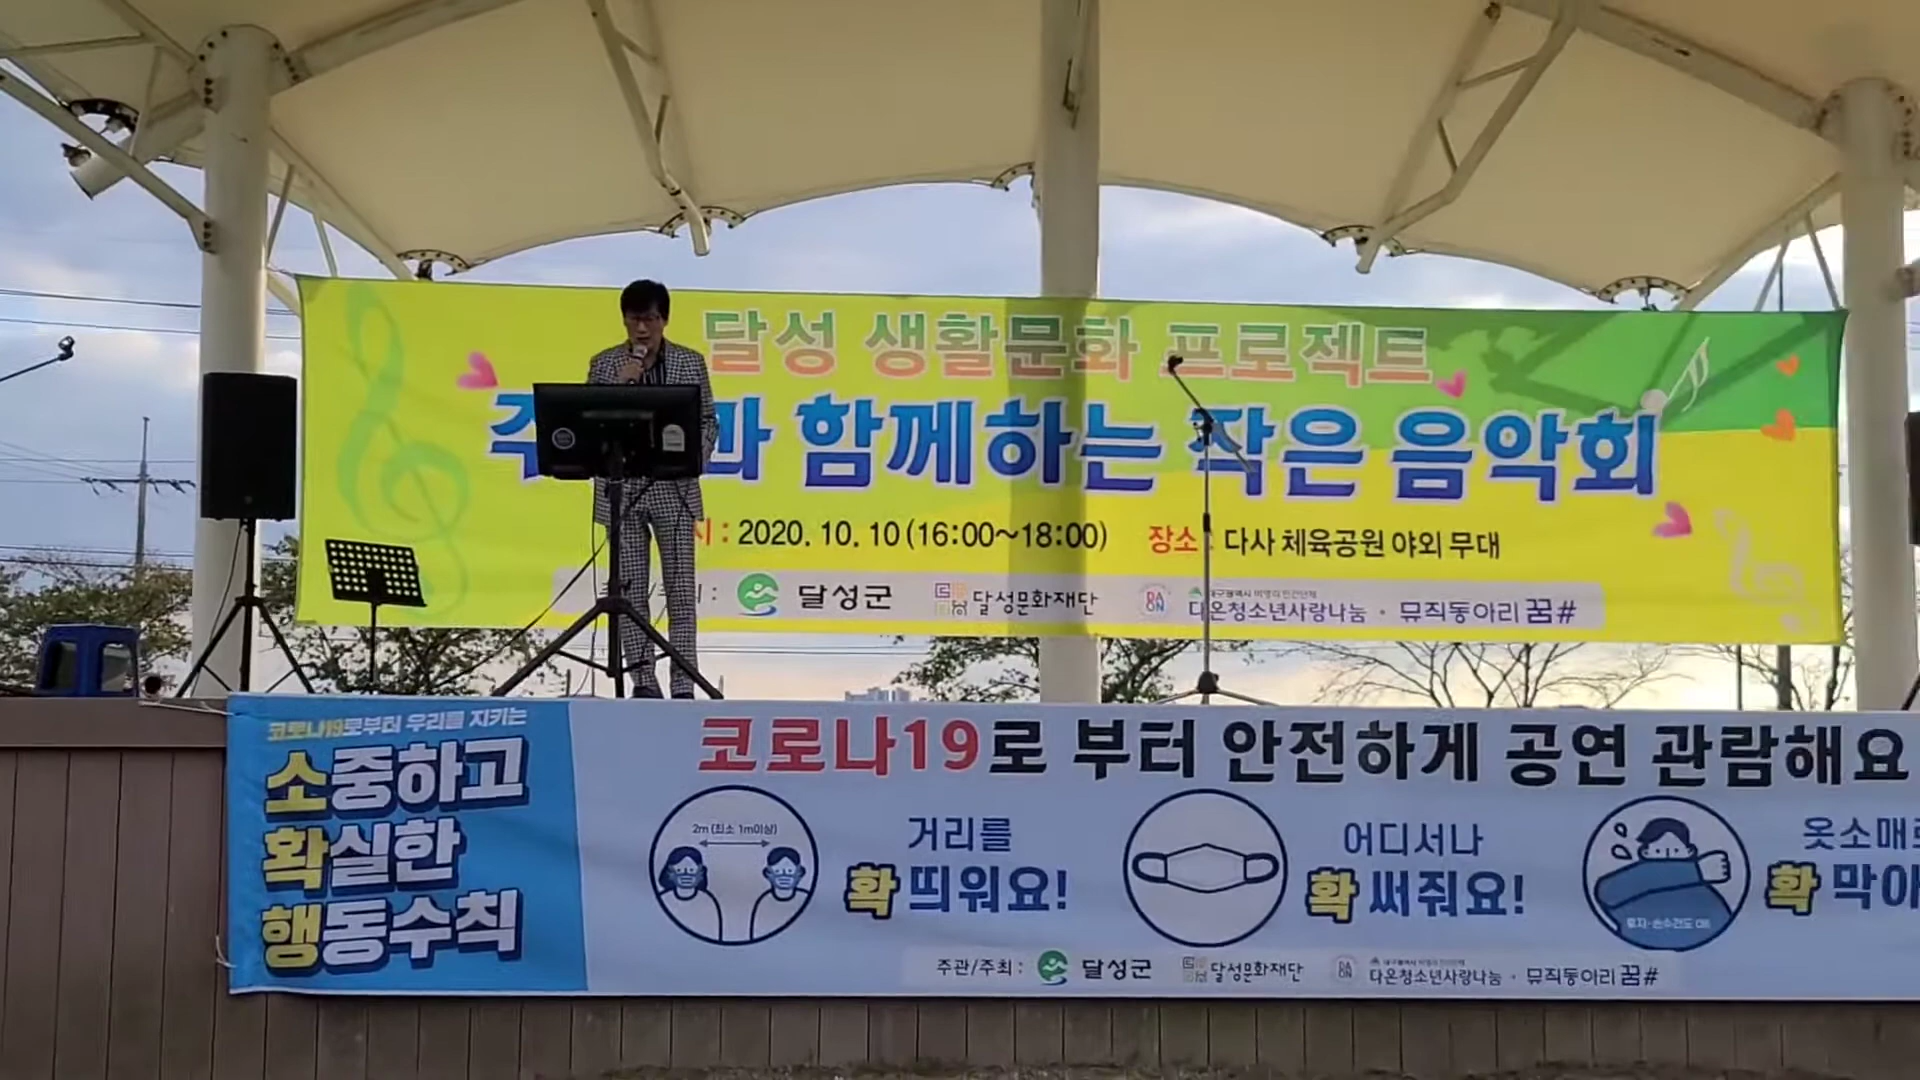 달성 생활문화 프로젝트
함께하는 작은 음악회
: 2020. 10. 10 (16:00~18:00) 장소 : 다사 체육공원 야외 무대
달성군 달성문화재단 다온청소년사랑나눔 · 뮤직동아리 꿈#
코로나19로부터 우리를 지키는
소중하고
확실한
행동수칙
코로나19로 부터 안전하게 공연 관람해요
2m (최소 1m이상)
거리를
확 띄워요!
어디서나
확 써줘요!
옷소매로
확 막아
휴지·손수건도 OK
주관/주최 : 달성군 달성문화재단 다온청소년사랑나눔 · 뮤직동아리 꿈#